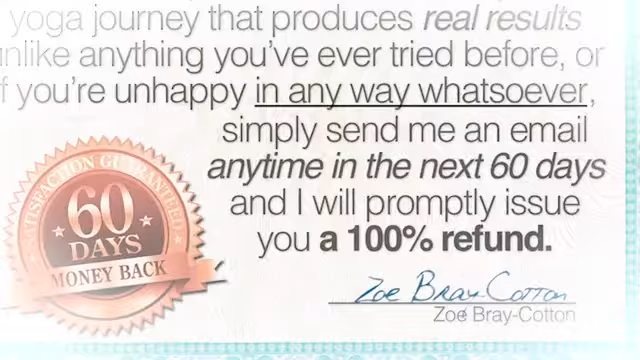 yoga journey that produces real results
nlike anything you've ever tried before, or
f you're unhappy in any way whatsoever,
simply send me an email
anytime in the next 60 days
and I will promptly issue
you a 100% refund.
SATISFACTION GUARANTEED
60
DAYS
MONEY BACK
Zoe Bray-Cotton
Zoe Bray-Cotton